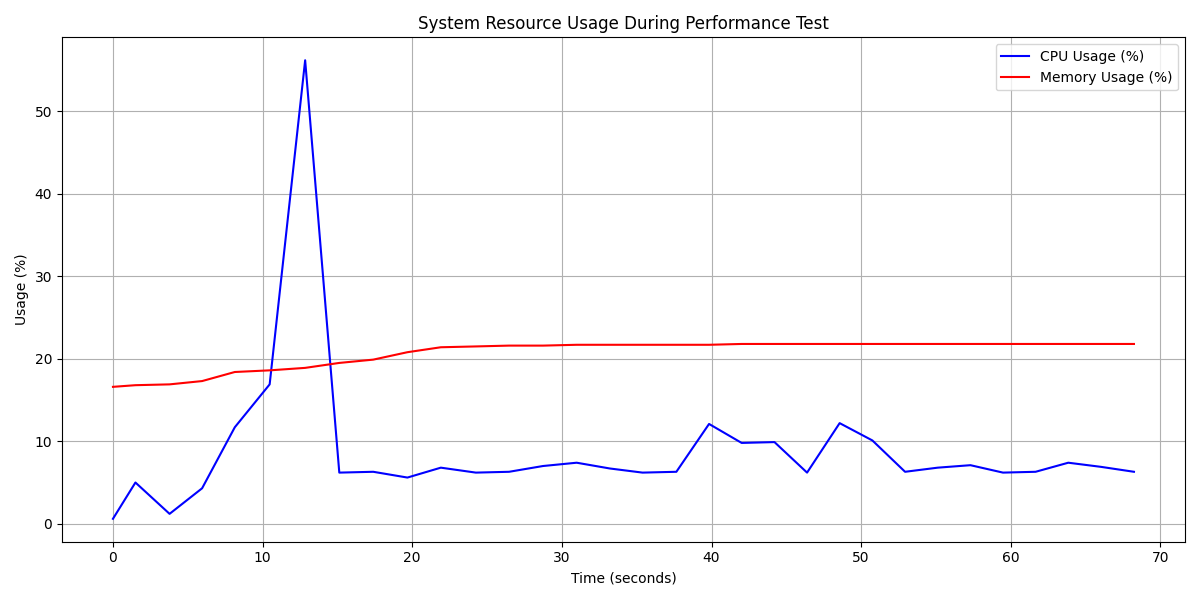 System Resource Usage During Performance Test
CPU Usage (%)
Memory Usage (%)
Usage (%)
50
40
30
20
10
0
0 10 20 30 40 50 60 70
Time (seconds)